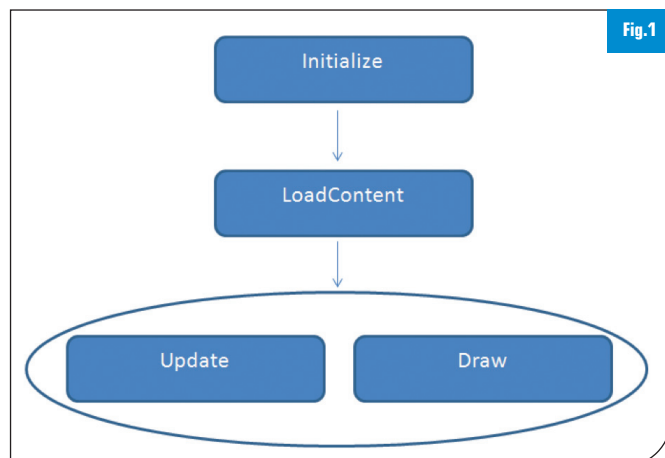 Fig.1
Initialize
LoadContent
Update
Draw